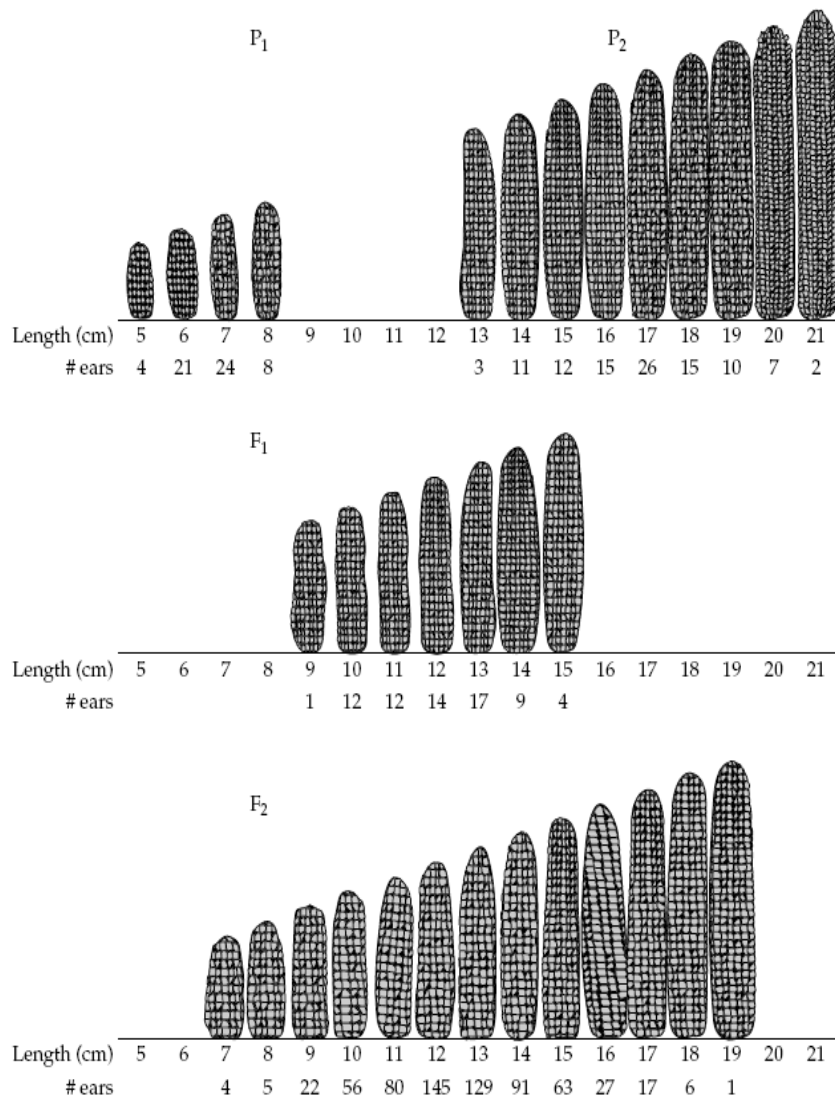 P1 P2
Length (cm) 5 6 7 8 9 10 11 12 13 14 15 16 17 18 19 20 21
# ears 4 21 24 8 3 11 12 15 26 15 10 7 2
F1
Length (cm) 5 6 7 8 9 10 11 12 13 14 15 16 17 18 19 20 21
# ears 1 12 12 14 17 9 4
F2
Length (cm) 5 6 7 8 9 10 11 12 13 14 15 16 17 18 19 20 21
# ears 4 5 22 56 80 145 129 91 63 27 17 6 1